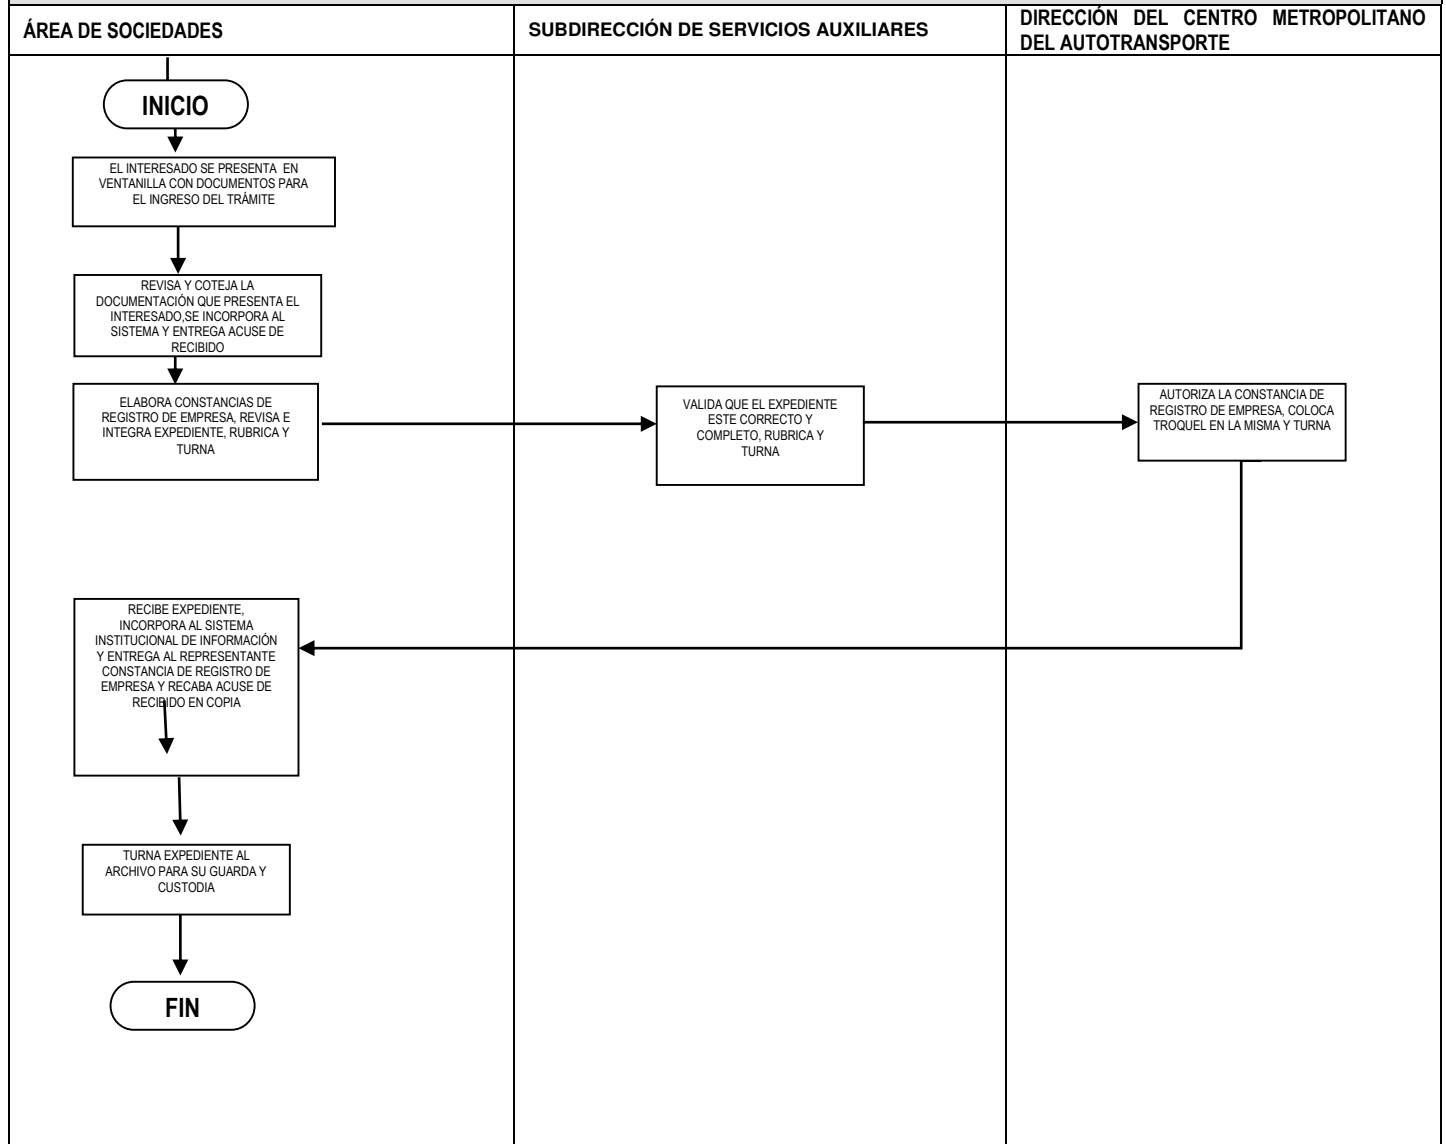 ÁREA DE SOCIEDADES
SUBDIRECCIÓN DE SERVICIOS AUXILIARES
DIRECCIÓN DEL CENTRO METROPOLITANO
DEL AUTOTRANSPORTE
INICIO
EL INTERESADO SE PRESENTA EN
VENTANILLA CON DOCUMENTOS PARA
EL INGRESO DEL TRÁMITE
REVISA Y COTEJA LA
DOCUMENTACIÓN QUE PRESENTA EL
INTERESADO,SE INCORPORA AL
SISTEMA Y ENTREGA ACUSE DE
RECIBIDO
ELABORA CONSTANCIAS DE
REGISTRO DE EMPRESA, REVISA E
INTEGRA EXPEDIENTE, RUBRICA Y
TURNA
VALIDA QUE EL EXPEDIENTE
ESTE CORRECTO Y
COMPLETO, RUBRICA Y
TURNA
AUTORIZA LA CONSTANCIA DE
REGISTRO DE EMPRESA, COLOCA
TROQUEL EN LA MISMA Y TURNA
RECIBE EXPEDIENTE,
INCORPORA AL SISTEMA
INSTITUCIONAL DE INFORMACIÓN
Y ENTREGA AL REPRESENTANTE
CONSTANCIA DE REGISTRO DE
EMPRESA Y RECABA ACUSE DE
RECIBIDO EN COPIA
TURNA EXPEDIENTE AL
ARCHIVO PARA SU GUARDA Y
CUSTODIA
FIN